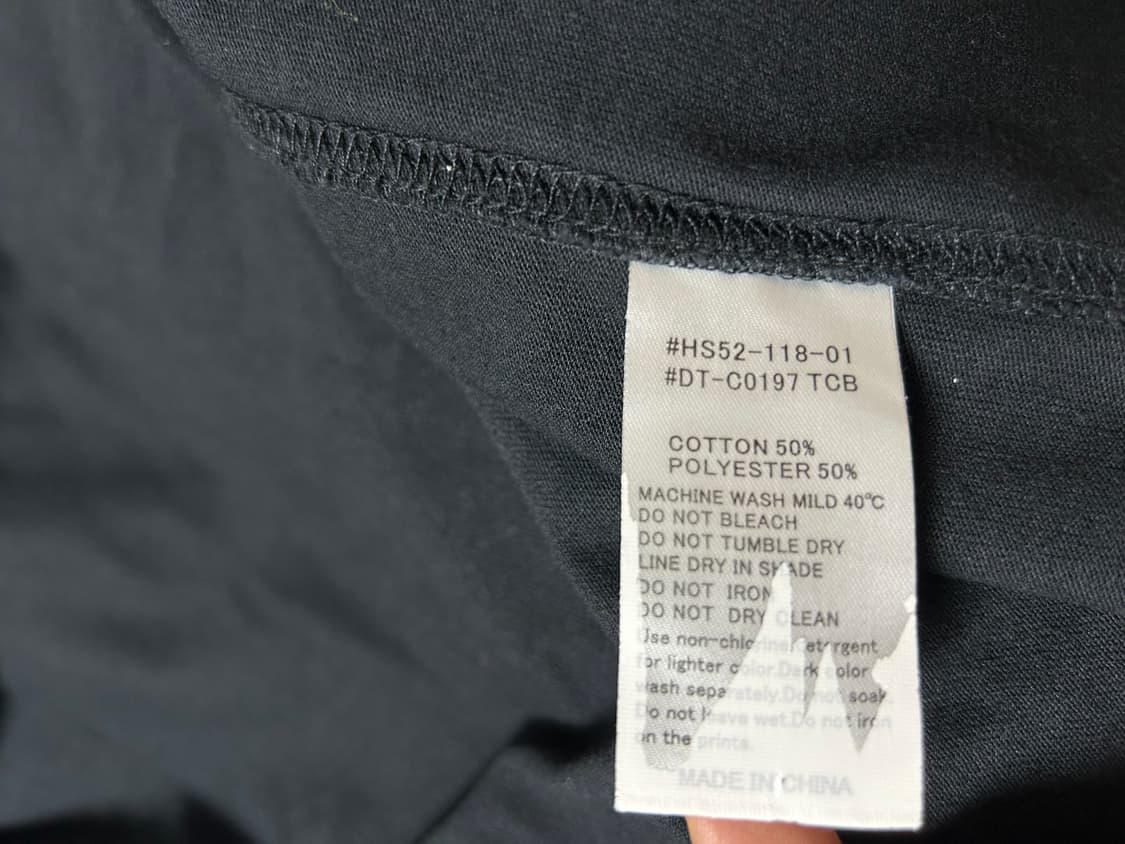 #HS52-118-01
#DT-C0197 TCB
COTTON 50%
POLYESTER 50%
MACHINE WASH MILD 40℃
DO NOT BLEACH
DO NOT TUMBLE DRY
LINE DRY IN SHADE
DO NOT IRON
DO NOT DRY CLEAN
Use non-chlorine detergent
for lighter color.Dark color
wash separately.Do not soak.
Do not leave wet.Do not iron
on the prints.
MADE IN CHINA